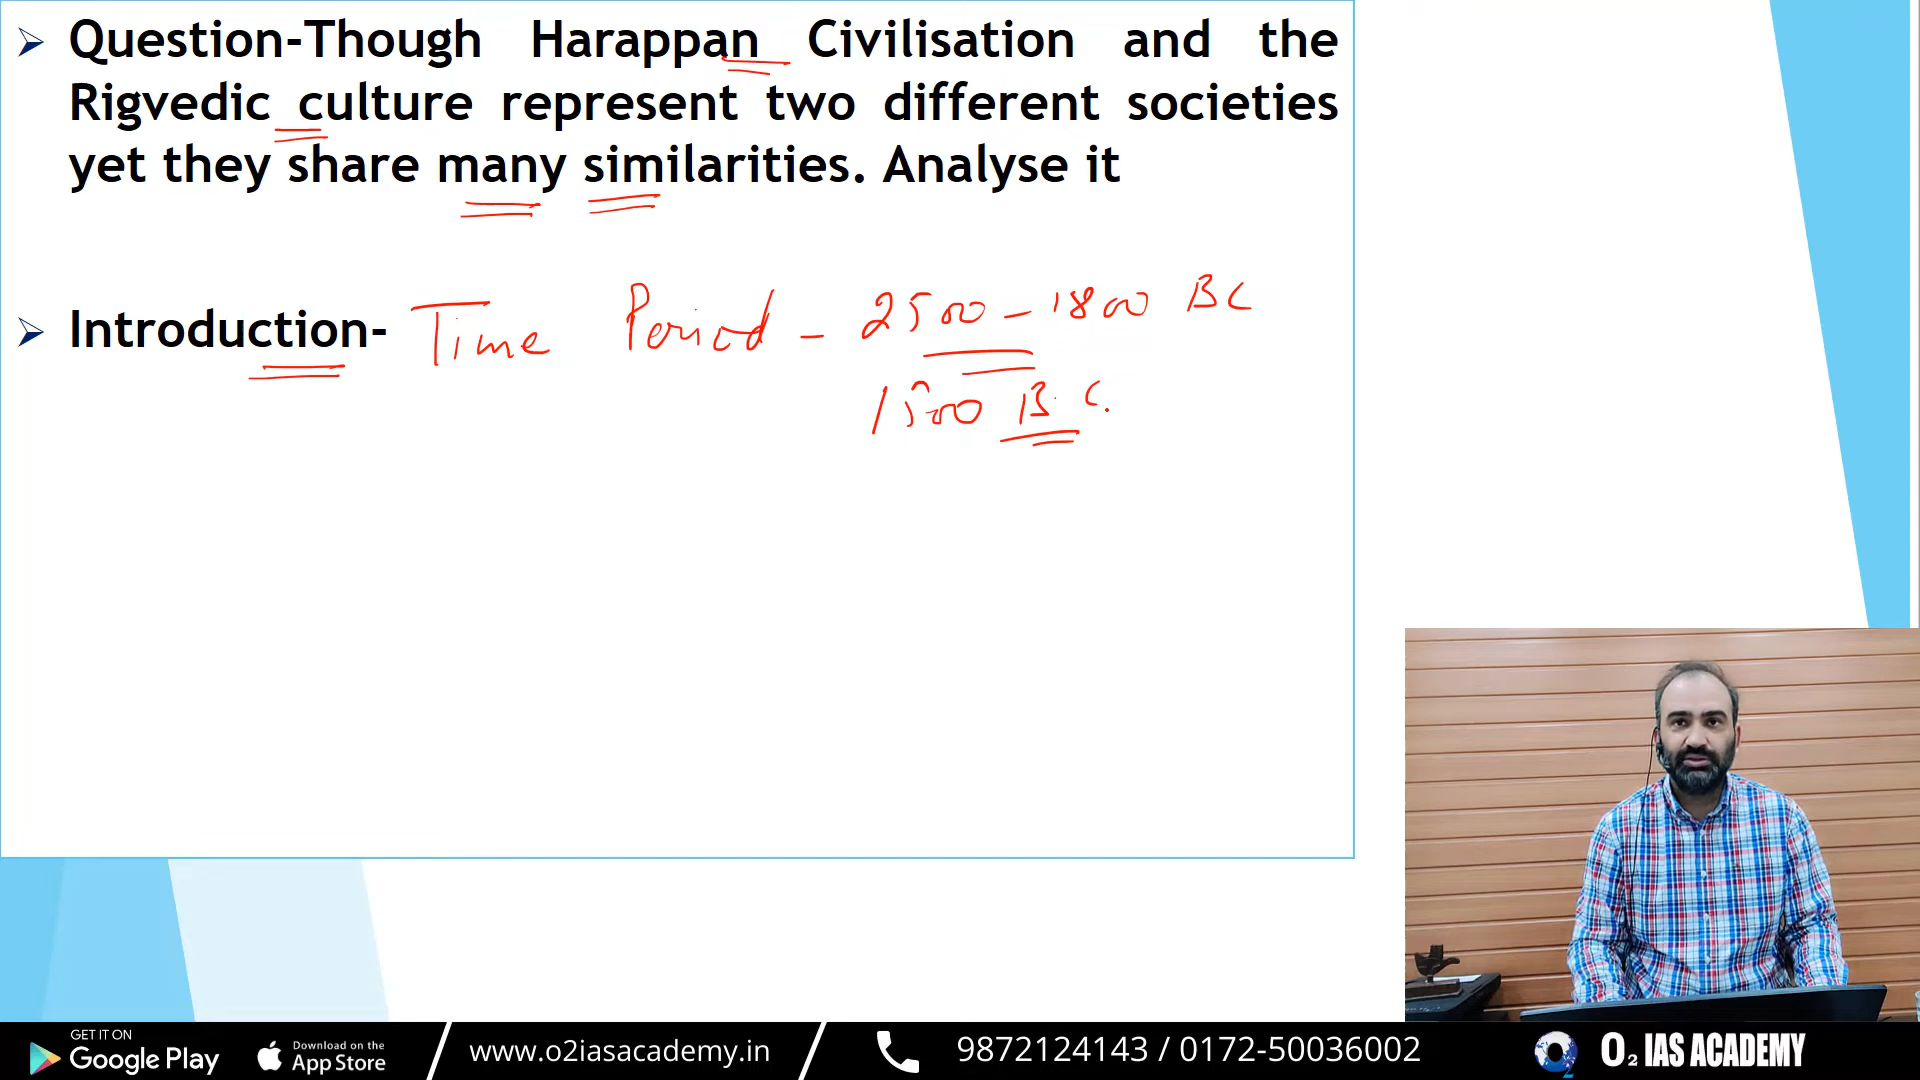 Question-Though Harappan Civilisation and the
Rigvedic culture represent two different societies
yet they share many similarities. Analyse it
Introduction- Time Period - 2500 - 1800 BC
1500 BC
GET IT ON
Google Play
Download on the
App Store
www.o2iasacademy.in
9872124143 / 0172-50036002
O2 IAS ACADEMY